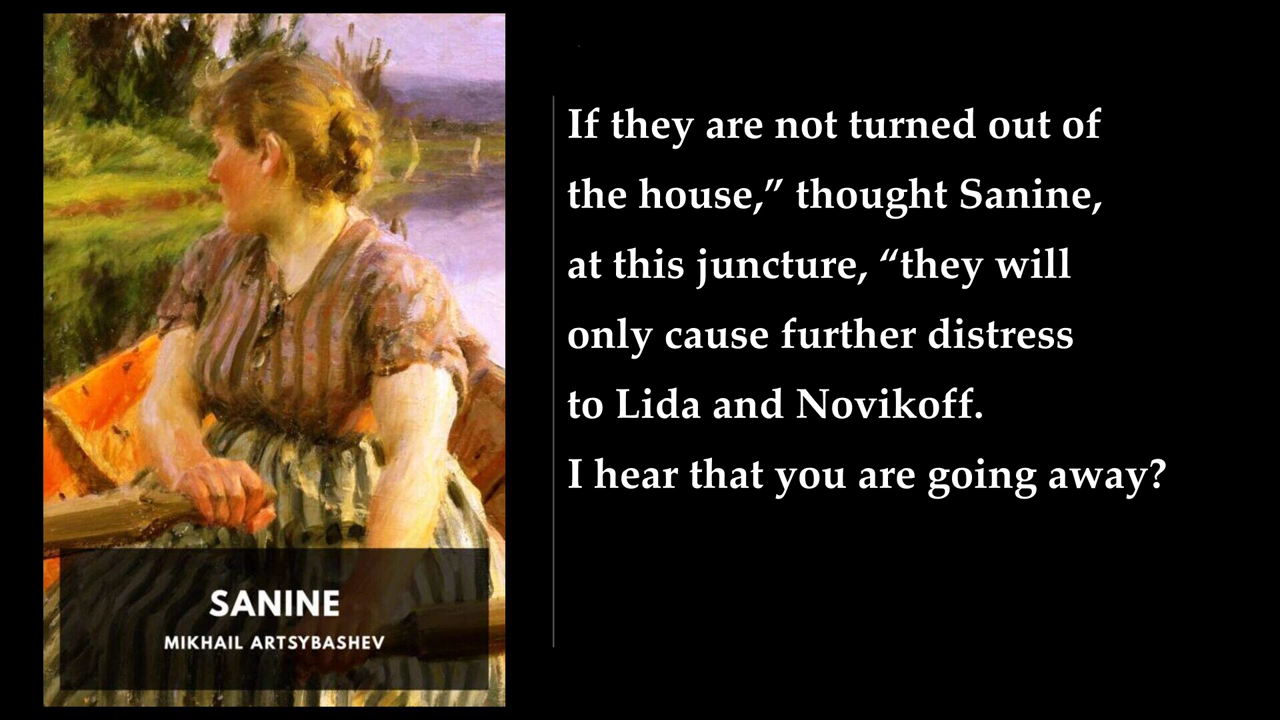 SANINE
MIKHAIL ARTSYBASHEV
If they are not turned out of
the house,” thought Sanine,
at this juncture, “they will
only cause further distress
to Lida and Novikoff.
I hear that you are going away?